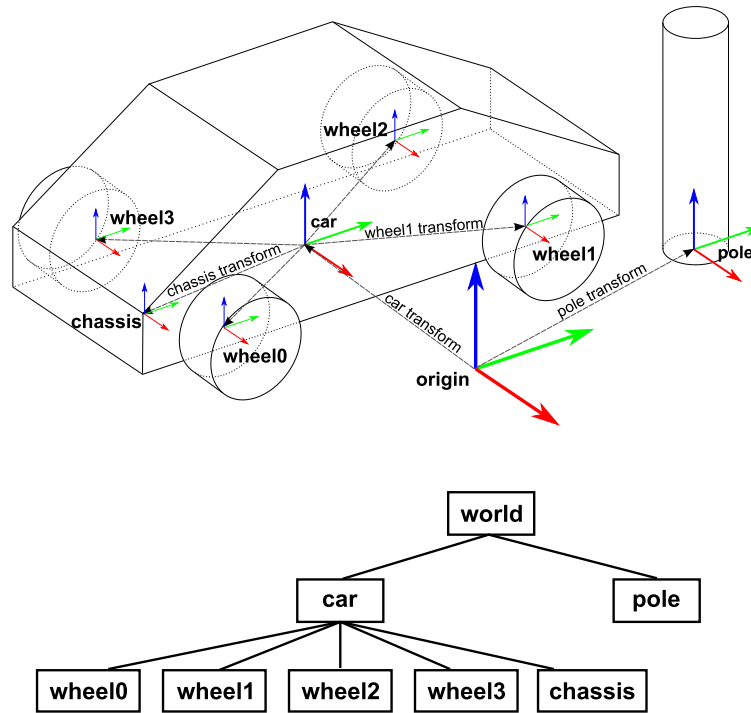 wheel2
wheel3
car
wheel1 transform
wheel1
pole
chassis transform
chassis
wheel0
car transform
pole transform
origin
world
car
pole
wheel0
wheel1
wheel2
wheel3
chassis